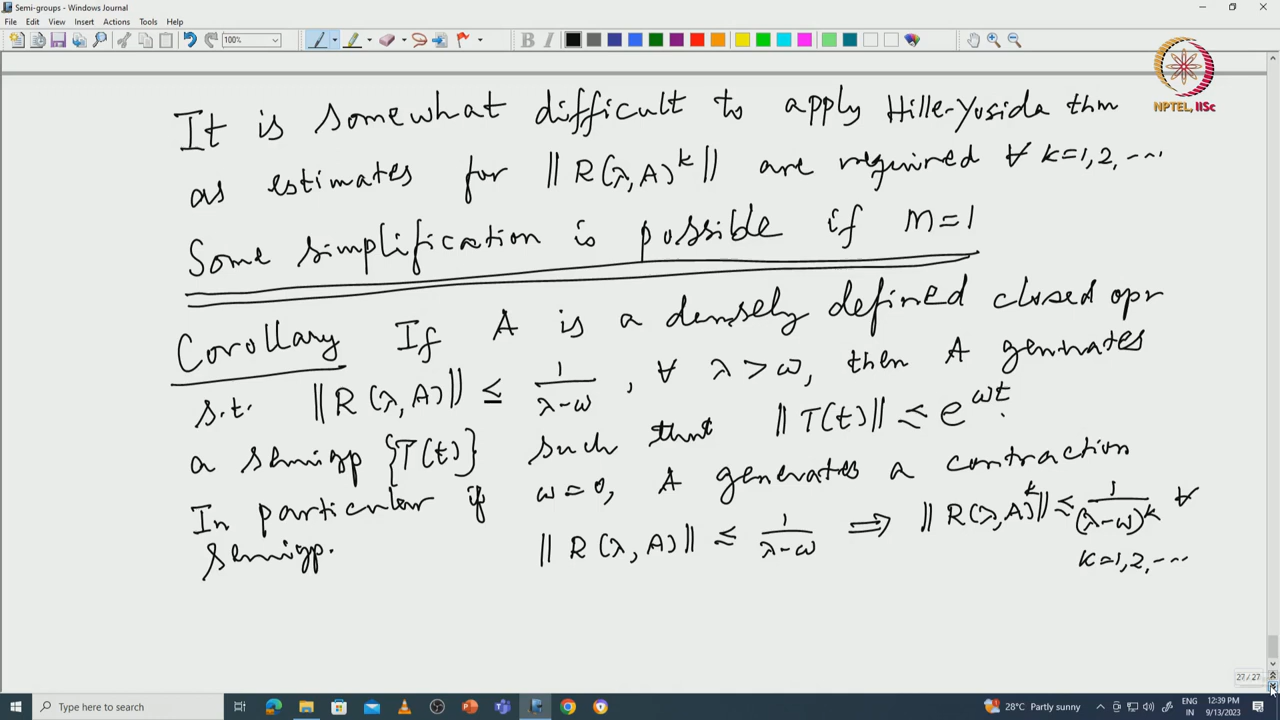 Semi-groups - Windows Journal
File Edit View Insert Actions Tools Help
100%
B I
NPTEL, IISc
It is somewhat difficult to apply Hille-Yosida thm
as estimates for ‖R(λ,A)^k‖ are required ∀ k=1,2,---
Some simplification is possible if M=1
Corollary If A is a densely defined closed opr
s.t. ‖R(λ,A)‖ ≤ 1/(λ-ω), ∀ λ>ω, then A generates
a semigp {T(t)} such that ‖T(t)‖ ≤ e^{ωt}.
In particular if ω=0, A generates a contraction
semigp. ‖R(λ,A)‖ ≤ 1/(λ-ω) ⟹ ‖R(λ,A)^k‖ ≤ 1/(λ-ω)^k ∀
k=1,2,---
27 / 27
Type here to search
28°C Partly sunny
ENG
IN
12:39 PM
9/13/2023